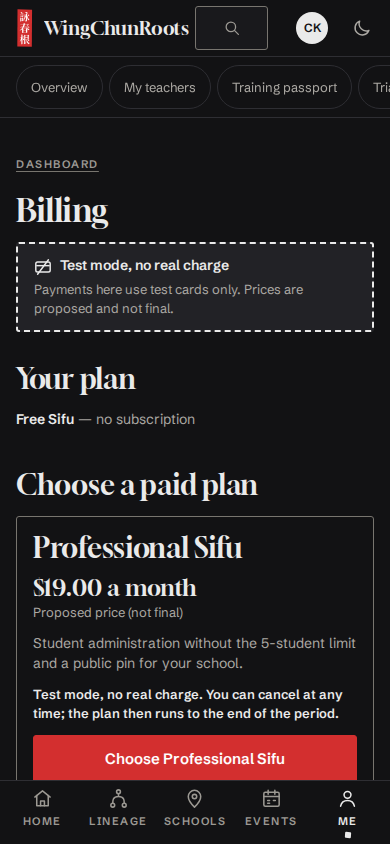 詠春根
WingChunRoots
CK
Overview
My teachers
Training passport
Tria
DASHBOARD
Billing
Test mode, no real charge
Payments here use test cards only. Prices are
proposed and not final.
Your plan
Free Sifu — no subscription
Choose a paid plan
Professional Sifu
$19.00 a month
Proposed price (not final)
Student administration without the 5-student limit
and a public pin for your school.
Test mode, no real charge. You can cancel at any
time; the plan then runs to the end of the period.
Choose Professional Sifu
HOME
LINEAGE
SCHOOLS
EVENTS
ME